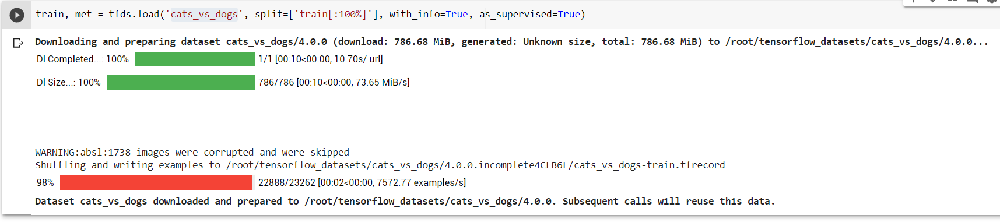 train, met = tfds.load('cats_vs_dogs', split=['train[:100%]'], with_info=True, as_supervised=True)
Downloading and preparing dataset cats_vs_dogs/4.0.0 (download: 786.68 MiB, generated: Unknown size, total: 786.68 MiB) to /root/tensorflow_datasets/cats_vs_dogs/4.0.0...
Dl Completed...: 100% 1/1 [00:10<00:00, 10.70s/ url]
Dl Size...: 100% 786/786 [00:10<00:00, 73.65 MiB/s]
WARNING:absl:1738 images were corrupted and were skipped
Shuffling and writing examples to /root/tensorflow_datasets/cats_vs_dogs/4.0.0.incomplete4CLB6L/cats_vs_dogs-train.tfrecord
98% 22888/23262 [00:02<00:00, 7572.77 examples/s]
Dataset cats_vs_dogs downloaded and prepared to /root/tensorflow_datasets/cats_vs_dogs/4.0.0. Subsequent calls will reuse this data.